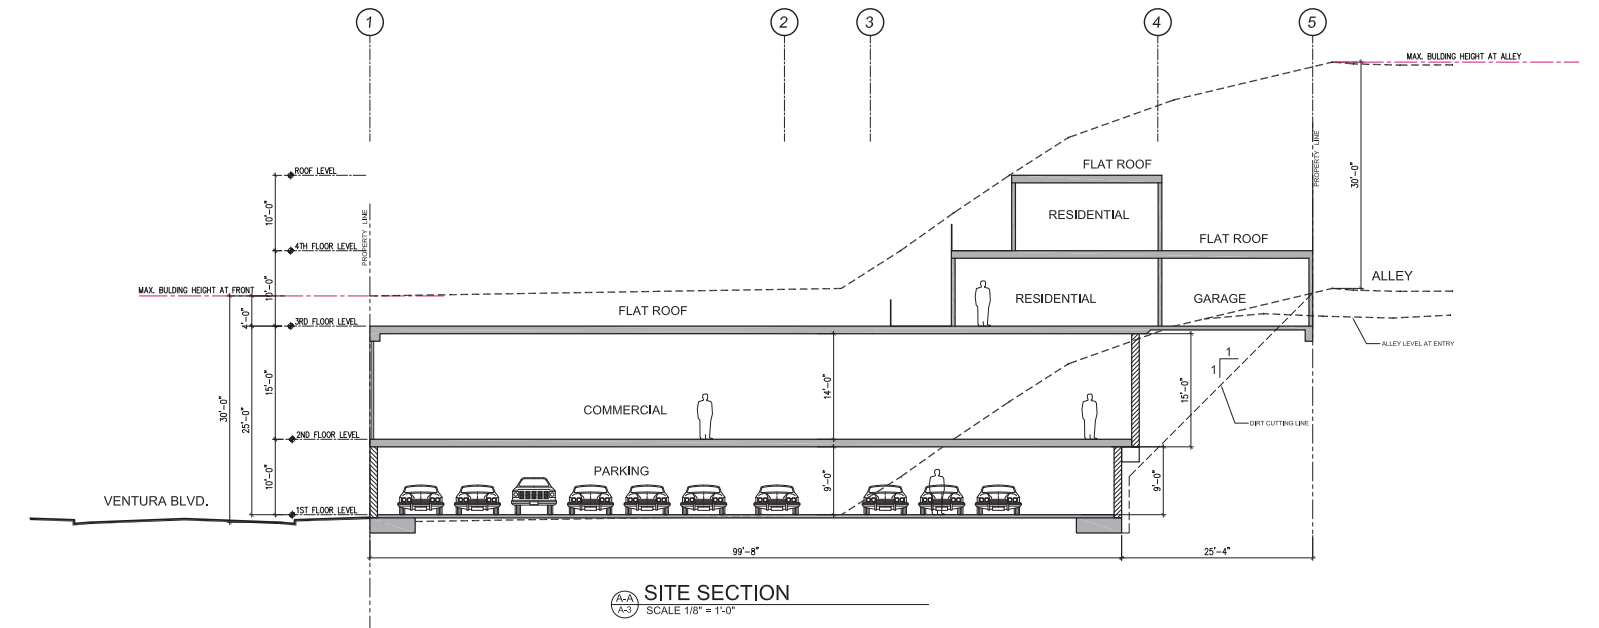 1
2
3
4
5
MAX. BULDING HEIGHT AT ALLEY
PROPERTY LINE
30'-0"
FLAT ROOF
ROOF LEVEL
10'-0"
RESIDENTIAL
PROPERTY LINE
4TH FLOOR LEVEL
FLAT ROOF
10'-0"
MAX. BULDING HEIGHT AT FRONT
ALLEY
RESIDENTIAL
GARAGE
FLAT ROOF
4'-0"
3RD FLOOR LEVEL
ALLEY LEVEL AT ENTRY
1
1
15'-0"
14'-0"
15'-0"
30'-0"
25'-0"
COMMERCIAL
DIRT CUTTING LINE
2ND FLOOR LEVEL
PARKING
10'-0"
9'-0"
9'-0"
VENTURA BLVD.
1ST FLOOR LEVEL
99'-8"
25'-4"
A-A
A-3
SITE SECTION
SCALE 1/8" = 1'-0"